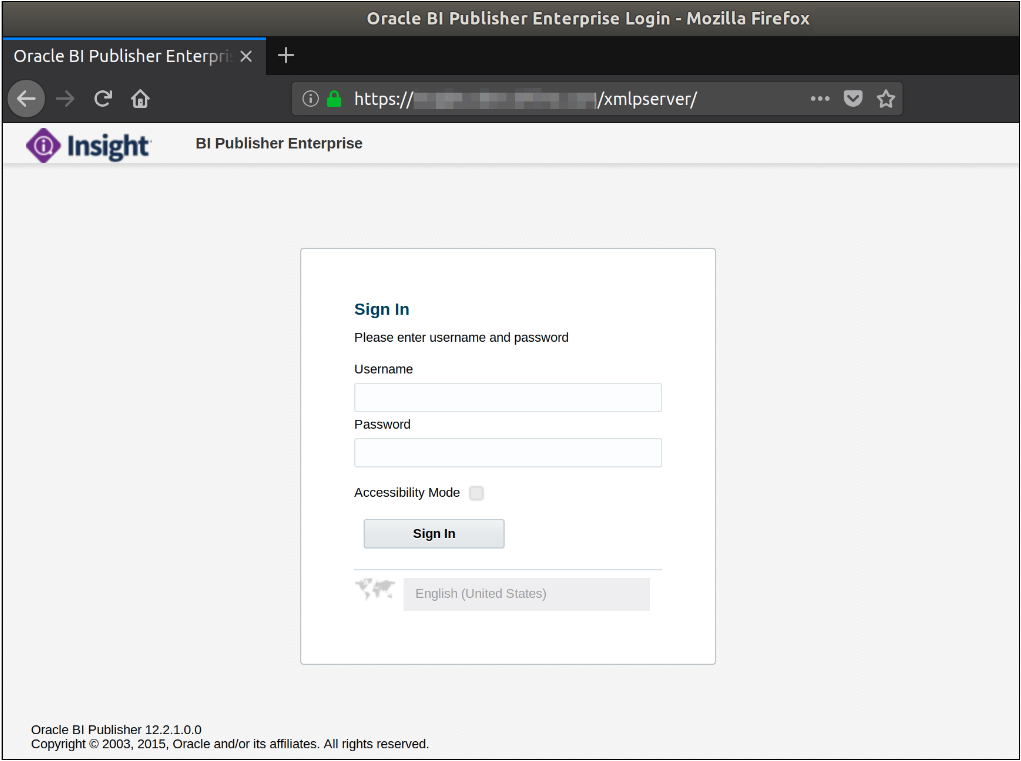 Oracle BI Publisher Enterprise Login - Mozilla Firefox
Oracle BI Publisher Enterpri
https:// /xmlpserver/
Insight BI Publisher Enterprise
Sign In
Please enter username and password
Username
Password
Accessibility Mode
Sign In
English (United States)
Oracle BI Publisher 12.2.1.0.0
Copyright © 2003, 2015, Oracle and/or its affiliates. All rights reserved.